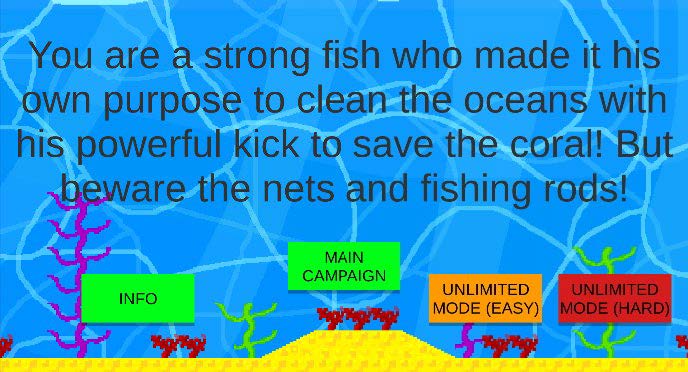 You are a strong fish who made it his
own purpose to clean the oceans with
his powerful kick to save the coral! But
beware the nets and fishing rods!
MAIN
CAMPAIGN
INFO
UNLIMITED
MODE (EASY)
UNLIMITED
MODE (HARD)